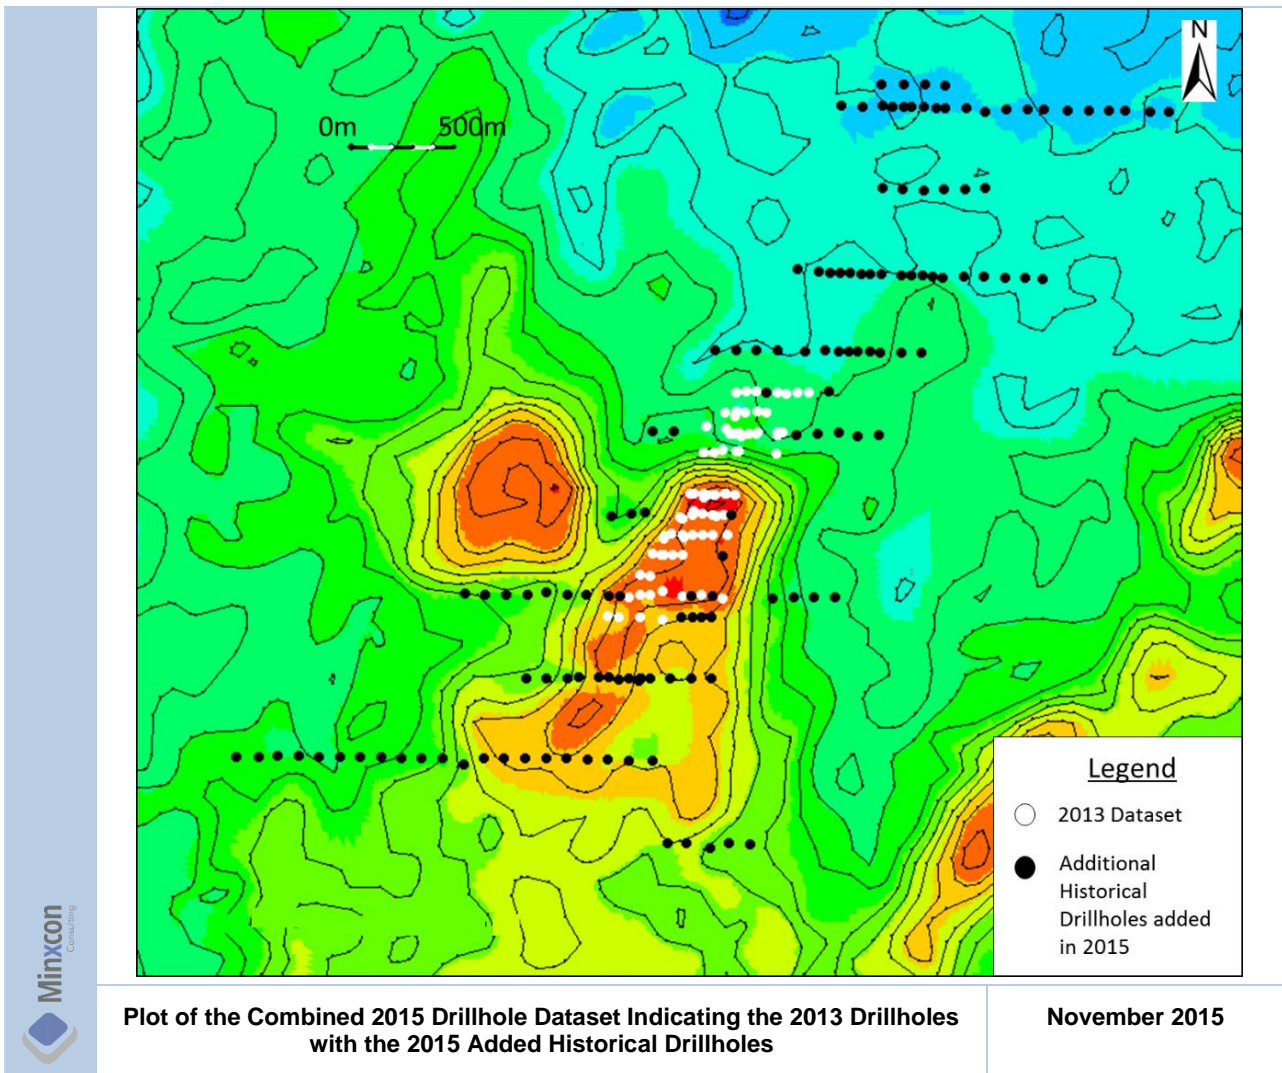 N
0m 500m
Legend
2013 Dataset
Additional
Historical
Drillholes added
in 2015
Minxcon
Consulting
Plot of the Combined 2015 Drillhole Dataset Indicating the 2013 Drillholes
with the 2015 Added Historical Drillholes
November 2015